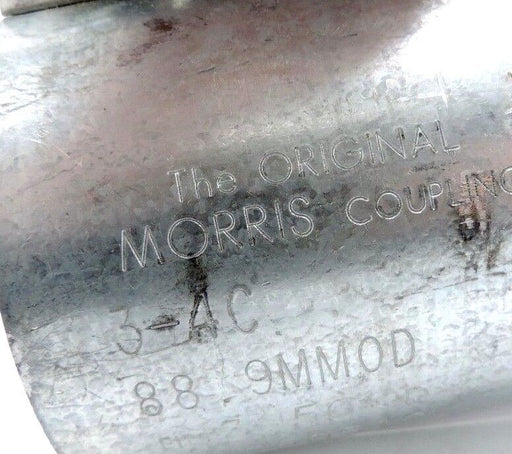 The ORIGINAL
MORRIS COUPLING
3-AC
88.9MMOD